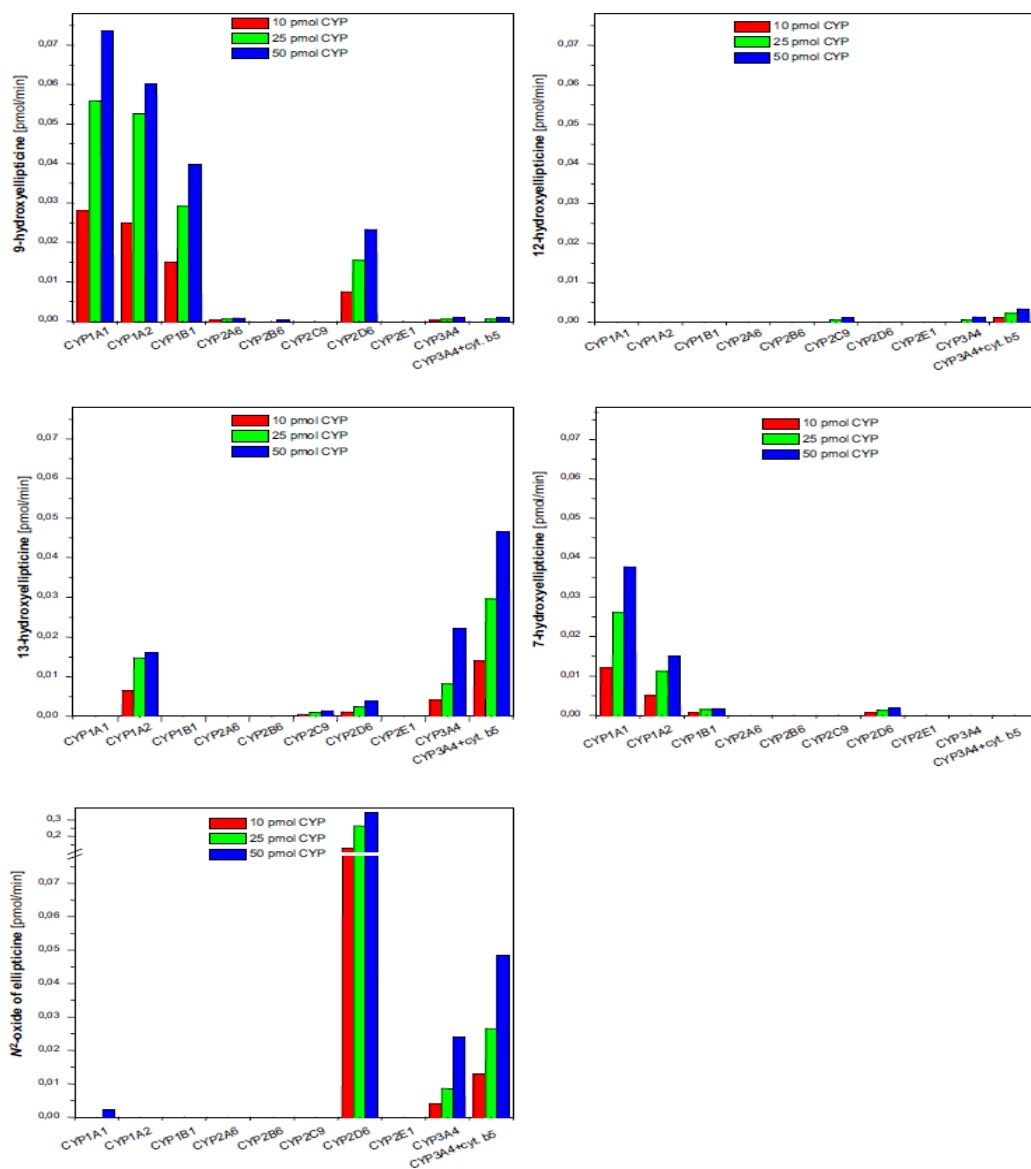 10 pmol CYP
25 pmol CYP
50 pmol CYP
9-hydroxyellipticine [pmol/min]
0,07
0,06
0,05
0,04
0,03
0,02
0,01
0,00
CYP1A1
CYP1A2
CYP1B1
CYP2A6
CYP2B6
CYP2C9
CYP2D6
CYP2E1
CYP3A4
CYP3A4+cyt. b5
10 pmol CYP
25 pmol CYP
50 pmol CYP
12-hydroxyellipticine [pmol/min]
0,07
0,06
0,05
0,04
0,03
0,02
0,01
0,00
CYP1A1
CYP1A2
CYP1B1
CYP2A6
CYP2B6
CYP2C9
CYP2D6
CYP2E1
CYP3A4
CYP3A4+cyt. b5
10 pmol CYP
25 pmol CYP
50 pmol CYP
13-hydroxyellipticine [pmol/min]
0,07
0,06
0,05
0,04
0,03
0,02
0,01
0,00
CYP1A1
CYP1A2
CYP1B1
CYP2A6
CYP2B6
CYP2C9
CYP2D6
CYP2E1
CYP3A4
CYP3A4+cyt. b5
10 pmol CYP
25 pmol CYP
50 pmol CYP
7-hydroxyellipticine [pmol/min]
0,07
0,06
0,05
0,04
0,03
0,02
0,01
0,00
CYP1A1
CYP1A2
CYP1B1
CYP2A6
CYP2B6
CYP2C9
CYP2D6
CYP2E1
CYP3A4
CYP3A4+cyt. b5
10 pmol CYP
25 pmol CYP
50 pmol CYP
N²-oxide of ellipticine [pmol/min]
0,3
0,2
0,07
0,06
0,05
0,04
0,03
0,02
0,01
0,00
CYP1A1
CYP1A2
CYP1B1
CYP2A6
CYP2B6
CYP2C9
CYP2D6
CYP2E1
CYP3A4
CYP3A4+cyt. b5